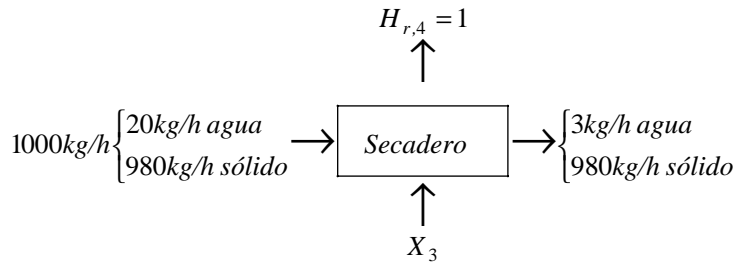 H_{r,4} = 1
1000kg/h { 20kg/h agua
980kg/h sólido
Secadero
{ 3kg/h agua
980kg/h sólido
X_3